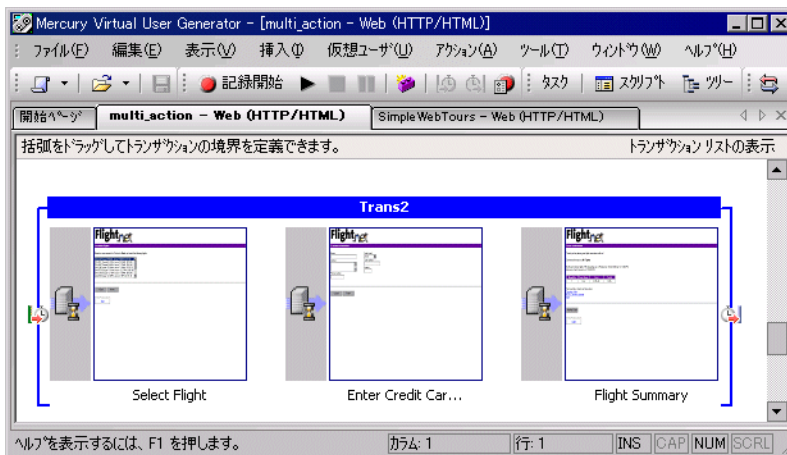 Mercury Virtual User Generator - [multi_action - Web (HTTP/HTML)]
ファイル(F) 編集(E) 表示(V) 挿入(I) 仮想ユーザ(U) アクション(A) ツール(T) ウィンドウ(W) ヘルプ(H)
記録開始 タスク スクリプト ツリー
開始ページ multi_action - Web (HTTP/HTML) SimpleWebTours - Web (HTTP/HTML)
括弧をドラッグしてトランザクションの境界を定義できます。 トランザクション リストの表示
Trans2
Flightnet Flightnet Flightnet
Select Flight Enter Credit Car... Flight Summary
ヘルプを表示するには、F1 を押します。 カラム: 1 行: 1 INS CAP NUM SCRL